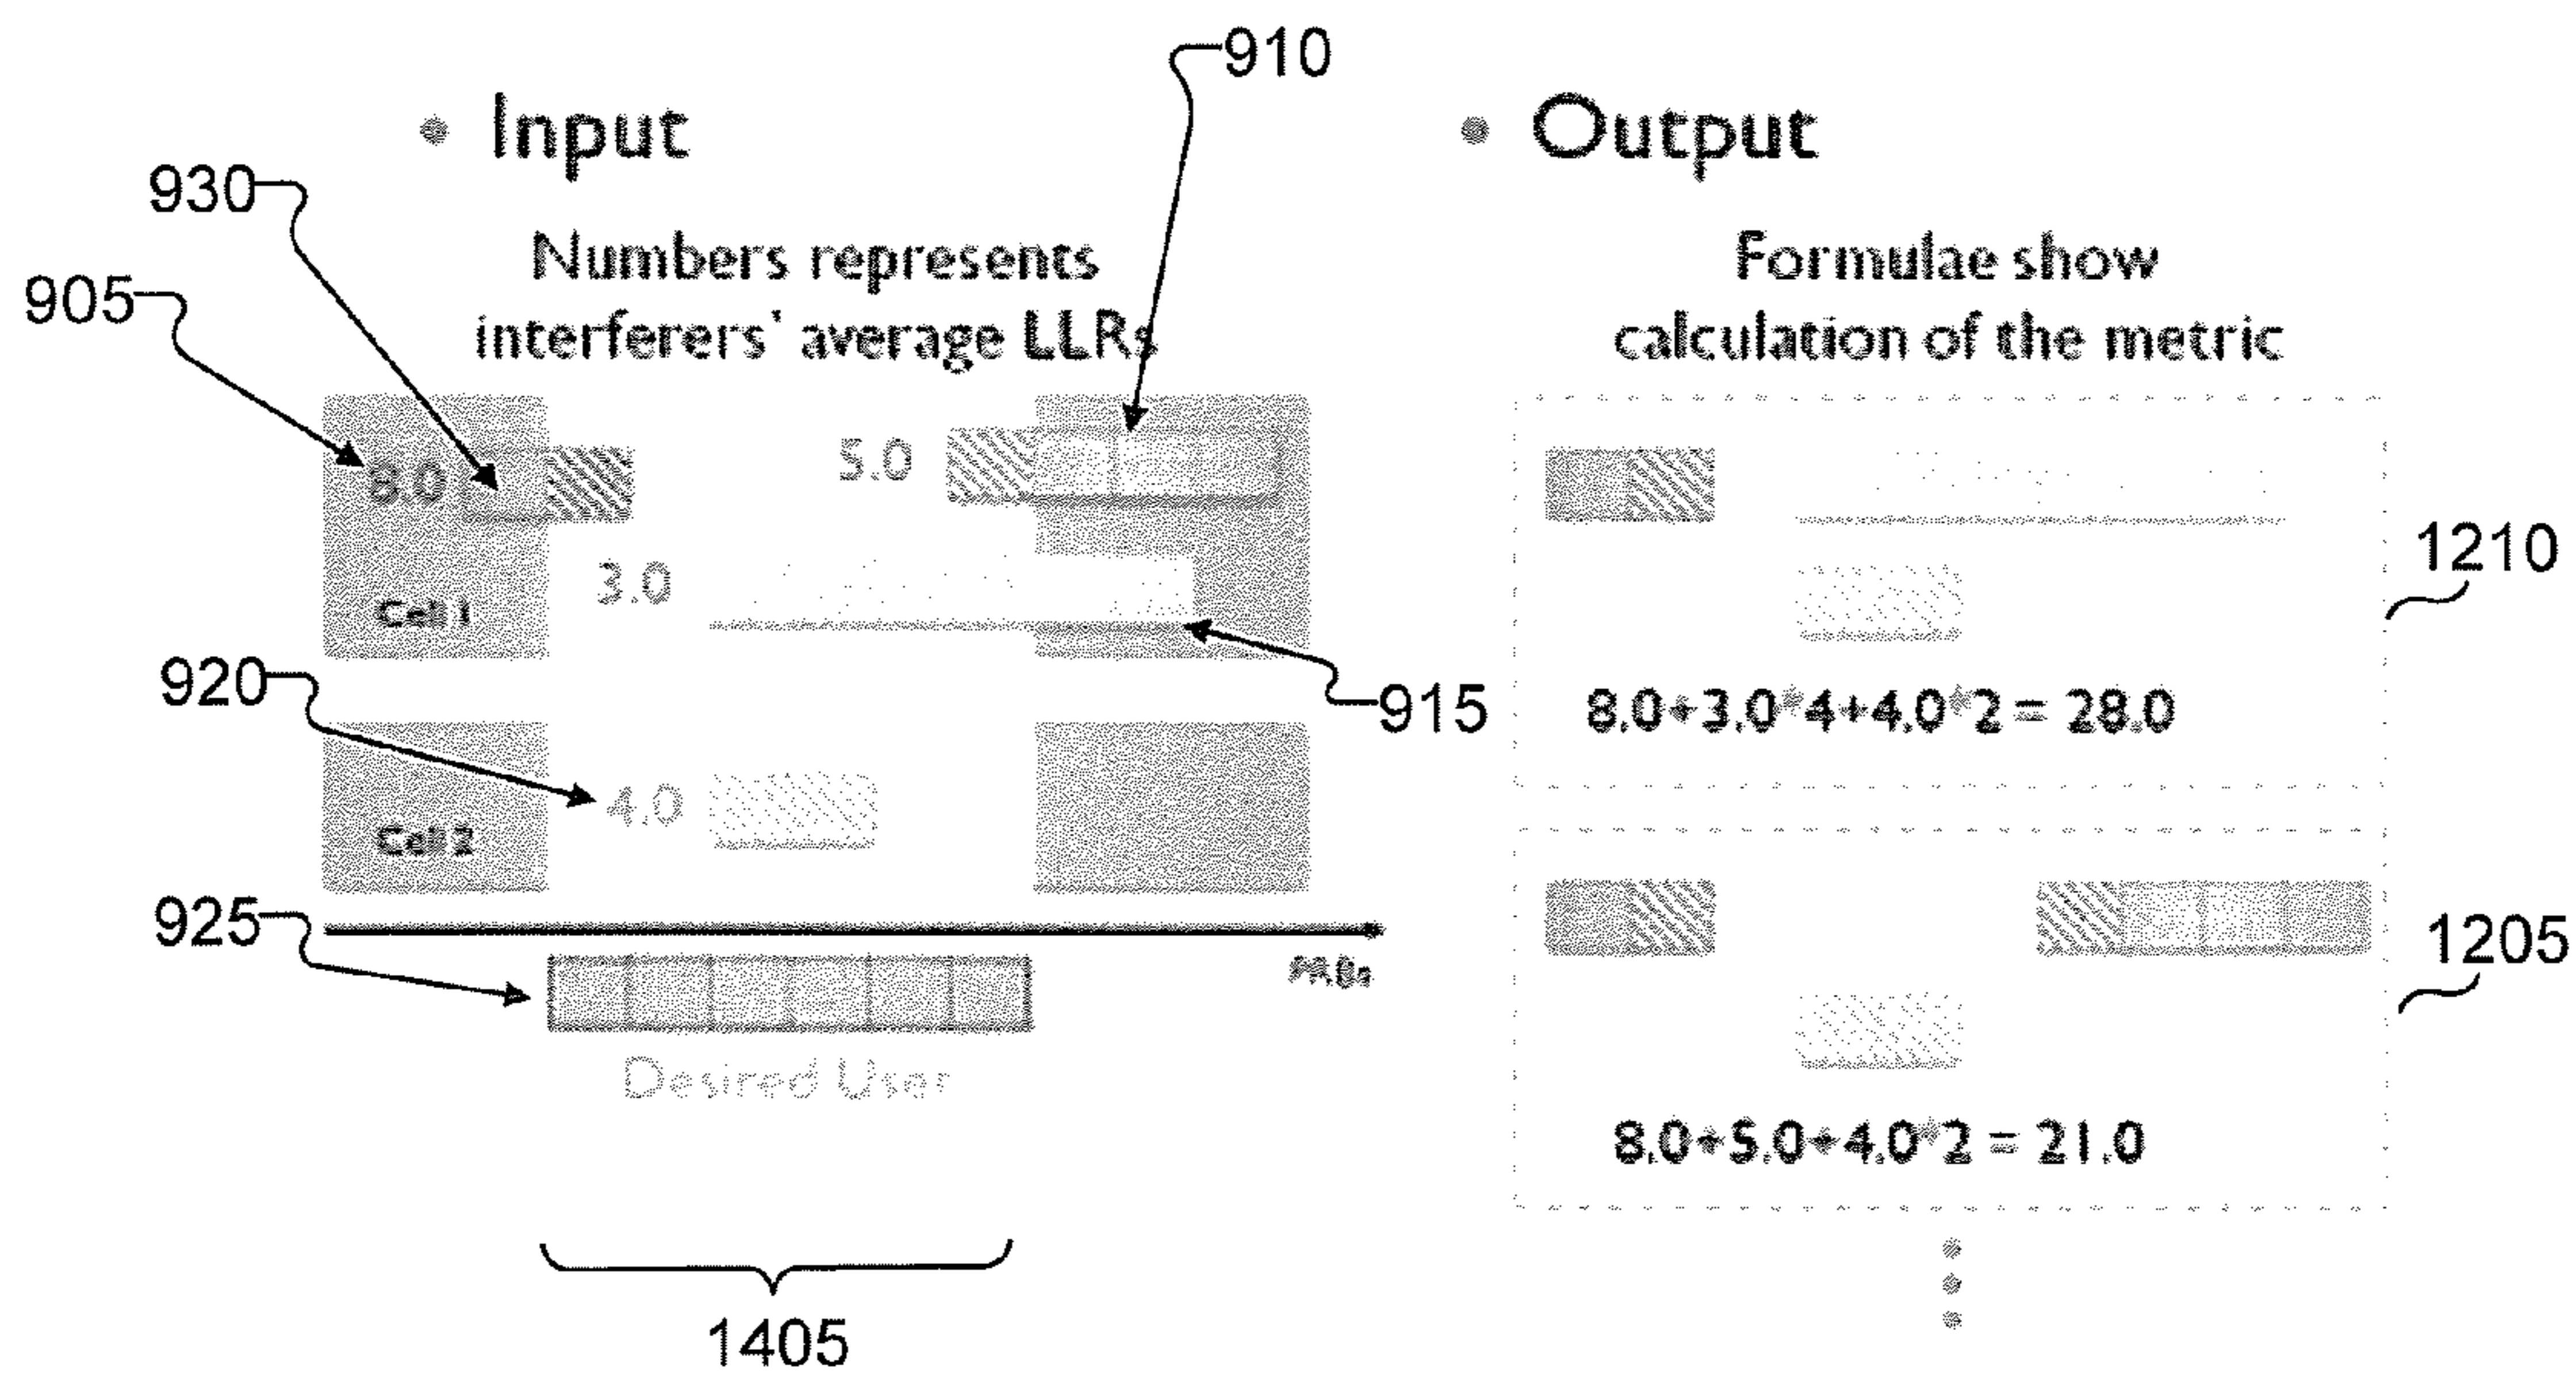 910
• Input
• Output
930
Numbers represents
interferers' average LLRs
Formulae show
calculation of the metric
905
8.0
5.0
3.0
Cell 1
1210
920
915
8.0+3.0*4+4.0*2 = 28.0
4.0
Cell 2
925
PRBs
1205
Desired User
8.0+5.0+4.0*2 = 21.0
1405